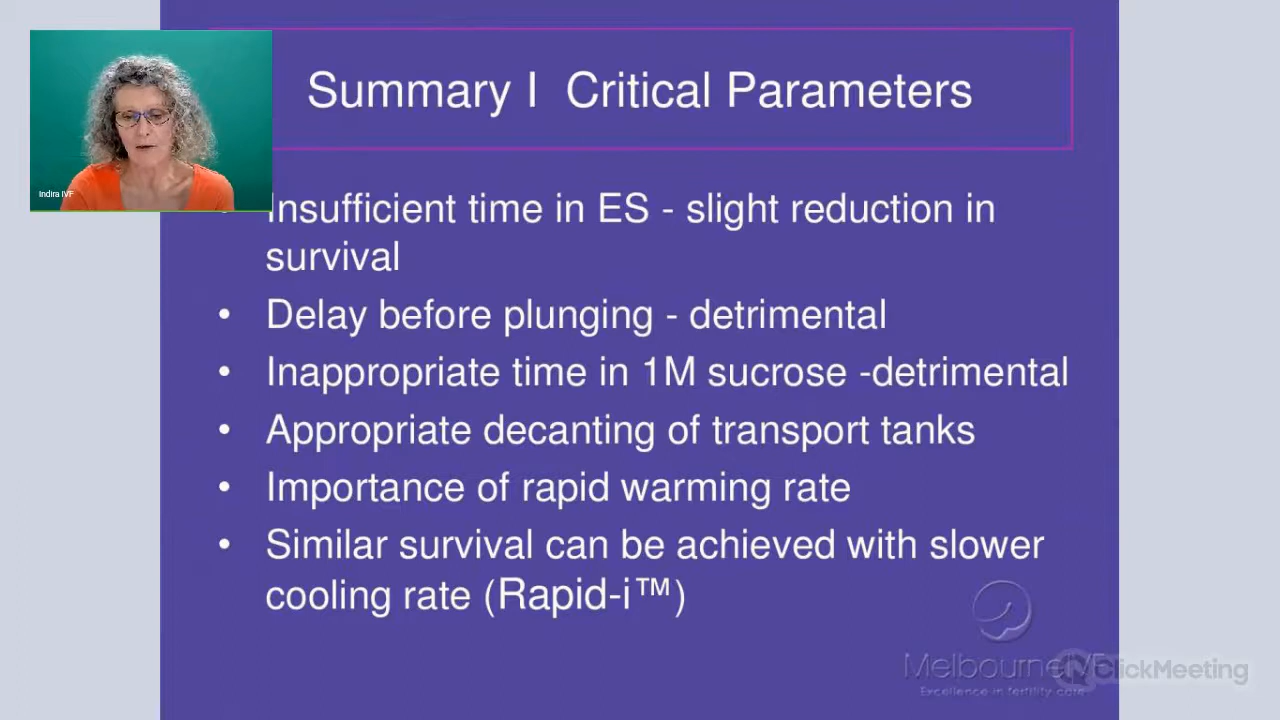 Summary I Critical Parameters
Indira IVF
Insufficient time in ES - slight reduction in
survival
• Delay before plunging - detrimental
• Inappropriate time in 1M sucrose -detrimental
• Appropriate decanting of transport tanks
• Importance of rapid warming rate
• Similar survival can be achieved with slower
cooling rate (Rapid-i™)
MelbourneIVF
ClickMeeting
Excellence in fertility care